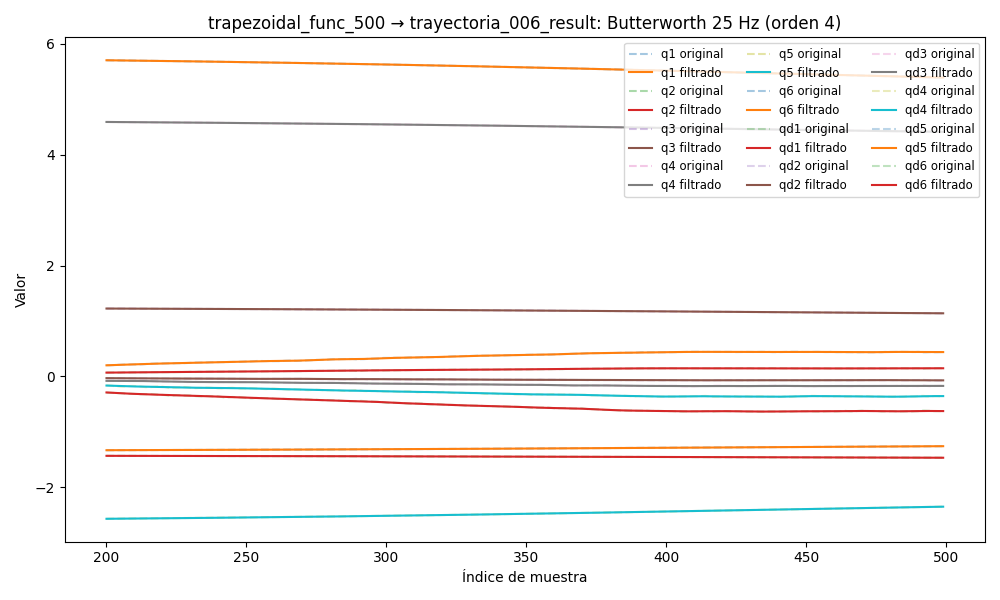 trapezoidal_func_500 → trayectoria_006_result: Butterworth 25 Hz (orden 4)
6
4
2
0
−2
Valor
200
250
300
350
400
450
500
Índice de muestra
q1 original
q1 filtrado
q2 original
q2 filtrado
q3 original
q3 filtrado
q4 original
q4 filtrado
q5 original
q5 filtrado
q6 original
q6 filtrado
qd1 original
qd1 filtrado
qd2 original
qd2 filtrado
qd3 original
qd3 filtrado
qd4 original
qd4 filtrado
qd5 original
qd5 filtrado
qd6 original
qd6 filtrado